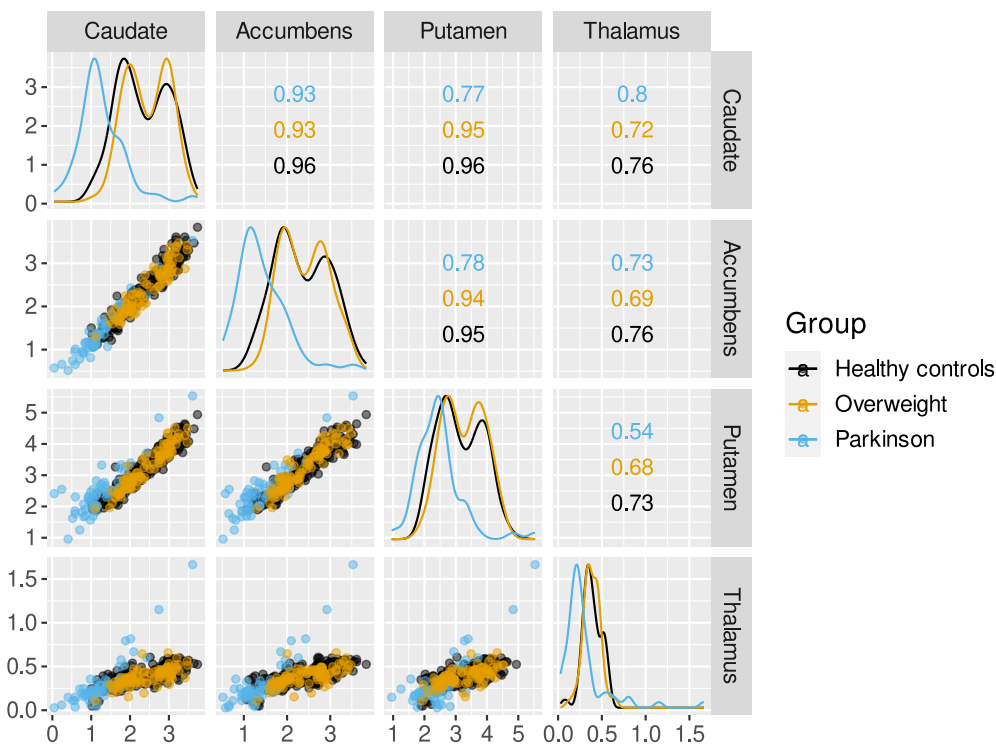 Caudate Accumbens Putamen Thalamus
3
2
1
0
0.93 0.77 0.8
0.93 0.95 0.72
0.96 0.96 0.76
Caudate
3
2
1
0.78 0.73
0.94 0.69
0.95 0.76
Accumbens
Group
a Healthy controls
a Overweight
a Parkinson
5
4
3
2
1
0.54
0.68
0.73
Putamen
1.5
1.0
0.5
0.0
Thalamus
0 1 2 3 1 2 3 1 2 3 4 5 0.0 0.5 1.0 1.5